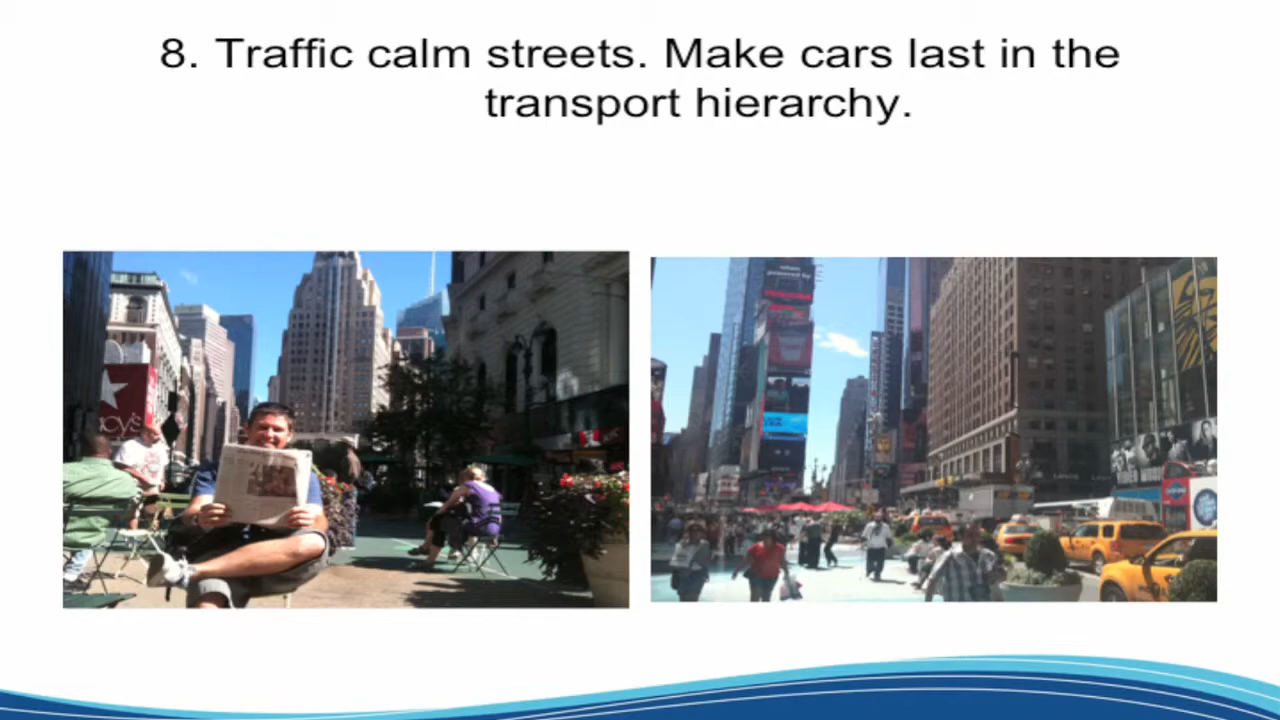 8. Traffic calm streets. Make cars last in the
transport hierarchy.